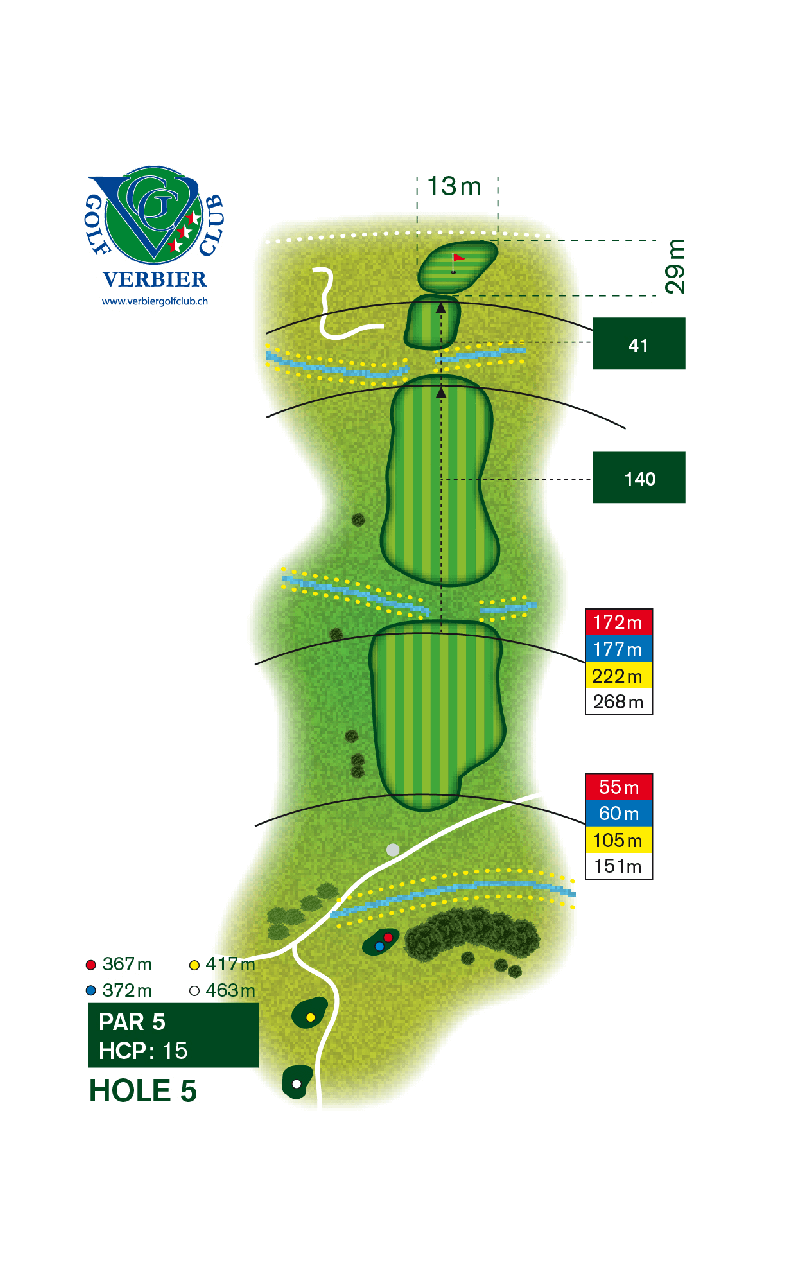 13 m
GOLF CLUB
VERBIER
www.verbiergolfclub.ch
29 m
41
140
172 m
177 m
222 m
268 m
55 m
60 m
105 m
151 m
367 m 417 m
372 m 463 m
PAR 5
HCP: 15
HOLE 5